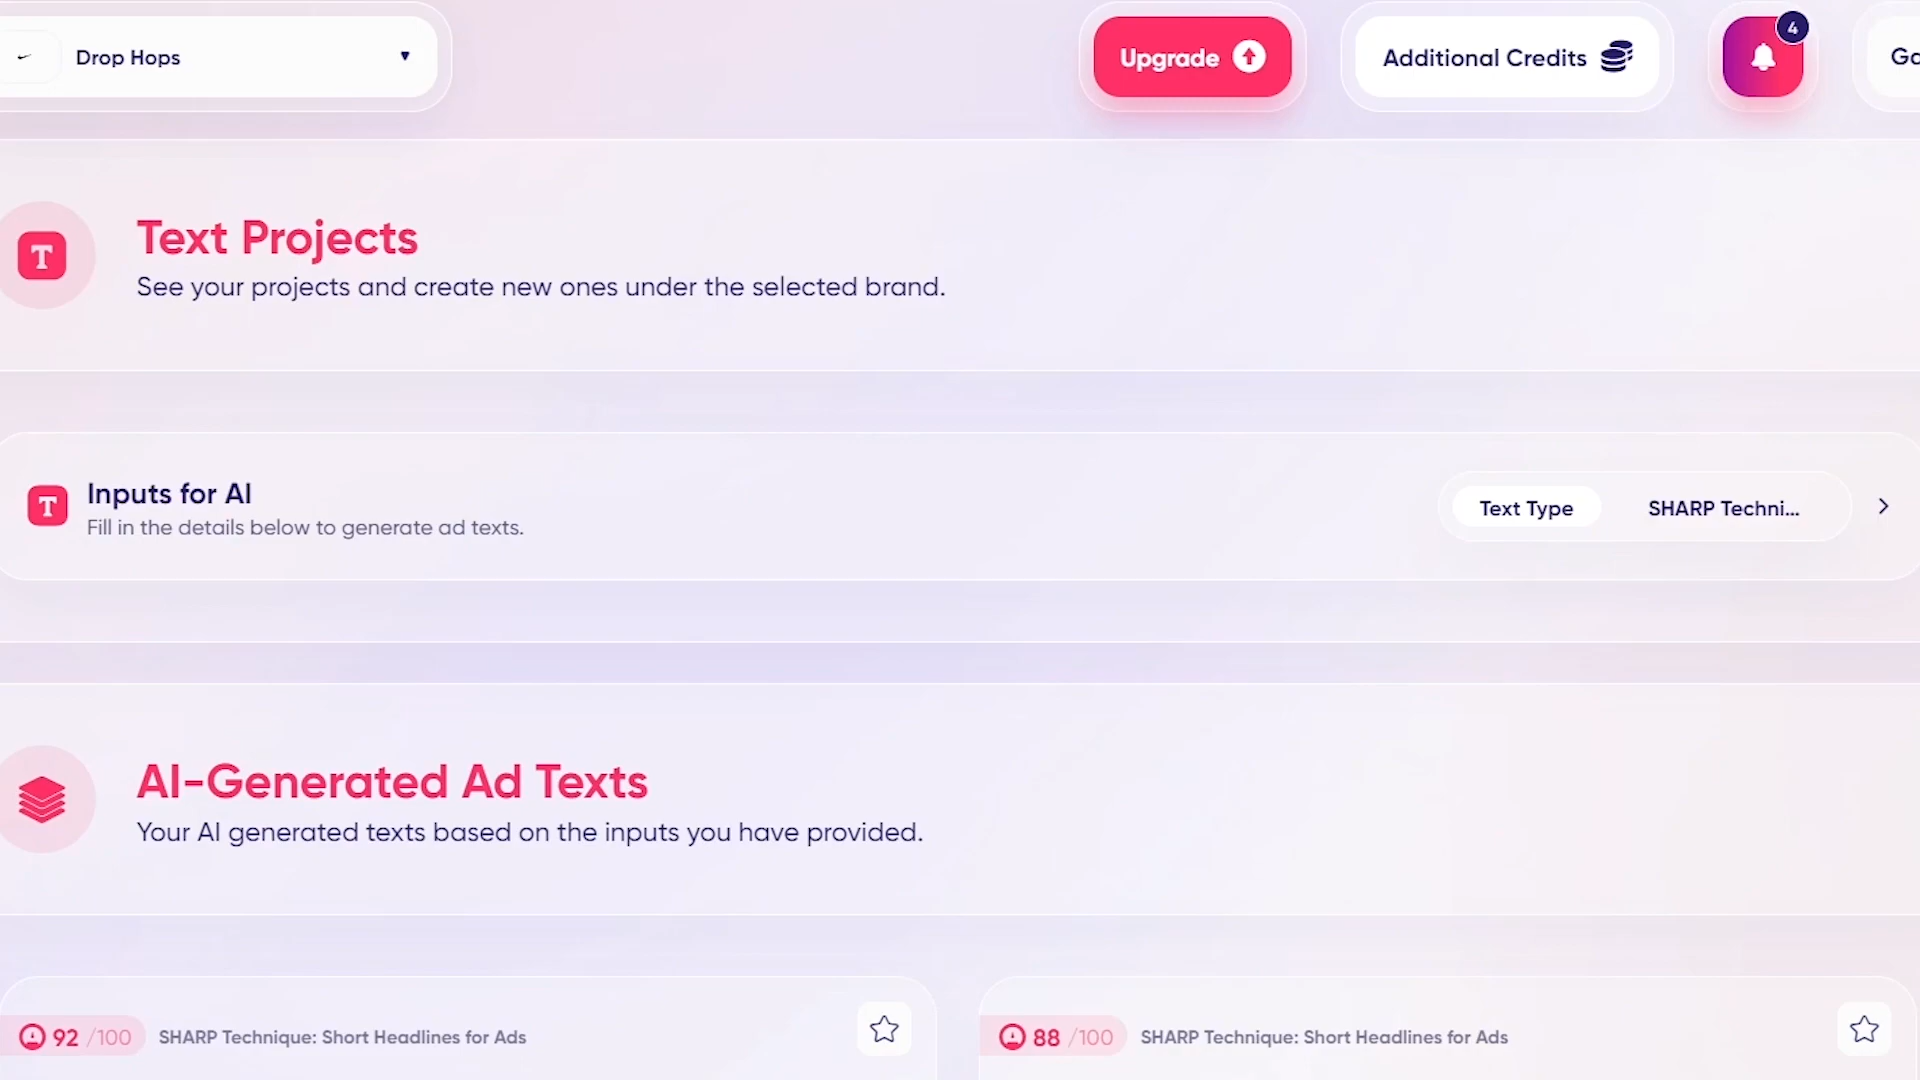 Drop Hops
Upgrade
Additional Credits
4
Text Projects
See your projects and create new ones under the selected brand.
Inputs for AI
Fill in the details below to generate ad texts.
Text Type
SHARP Techni...
AI-Generated Ad Texts
Your AI generated texts based on the inputs you have provided.
92 /100 SHARP Technique: Short Headlines for Ads
88 /100 SHARP Technique: Short Headlines for Ads